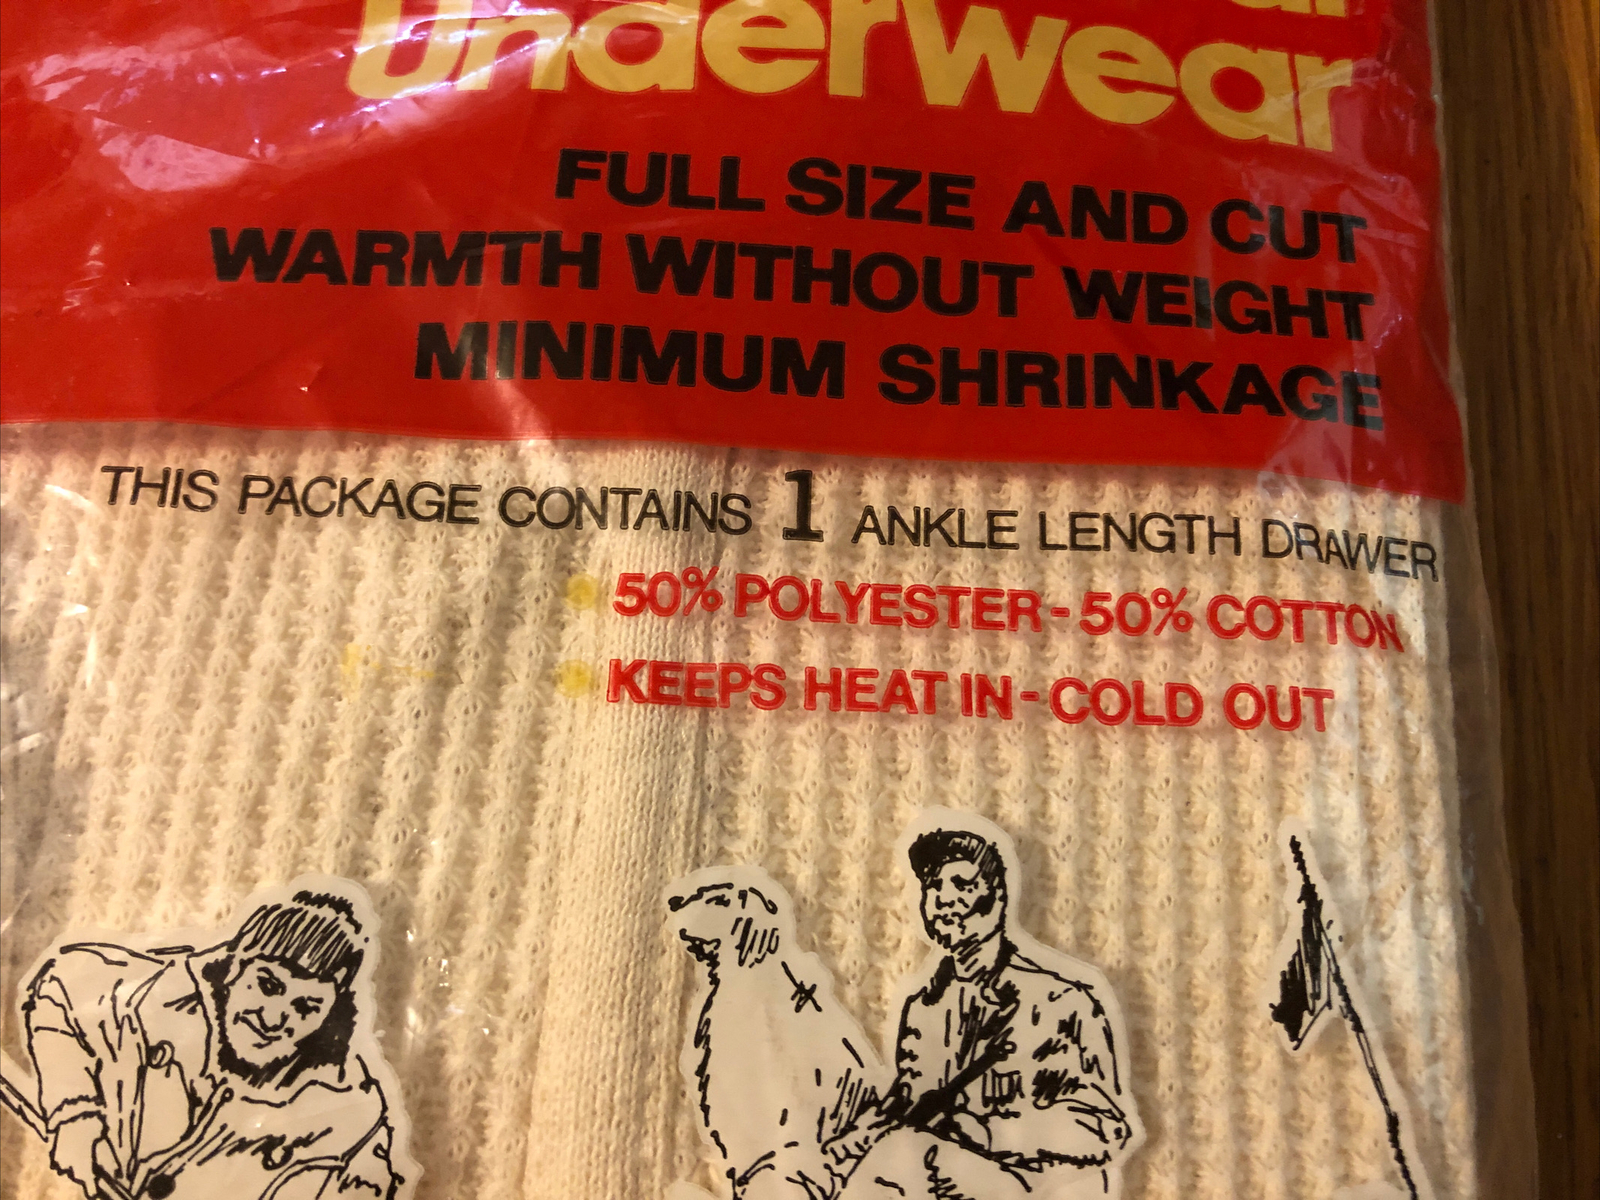 Underwear
FULL SIZE AND CUT
WARMTH WITHOUT WEIGHT
MINIMUM SHRINKAGE
THIS PACKAGE CONTAINS 1 ANKLE LENGTH DRAWER
50% POLYESTER - 50% COTTON
KEEPS HEAT IN - COLD OUT